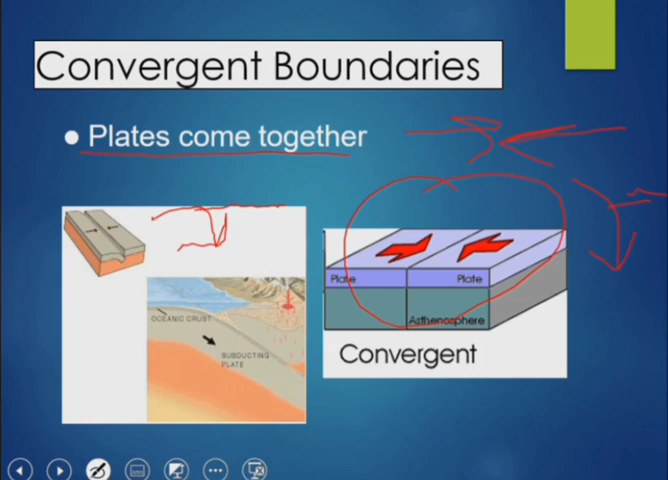 Convergent Boundaries
● Plates come together
OCEANIC CRUST
SUBDUCTING
PLATE
Plate Plate
Asthenosphere
Convergent